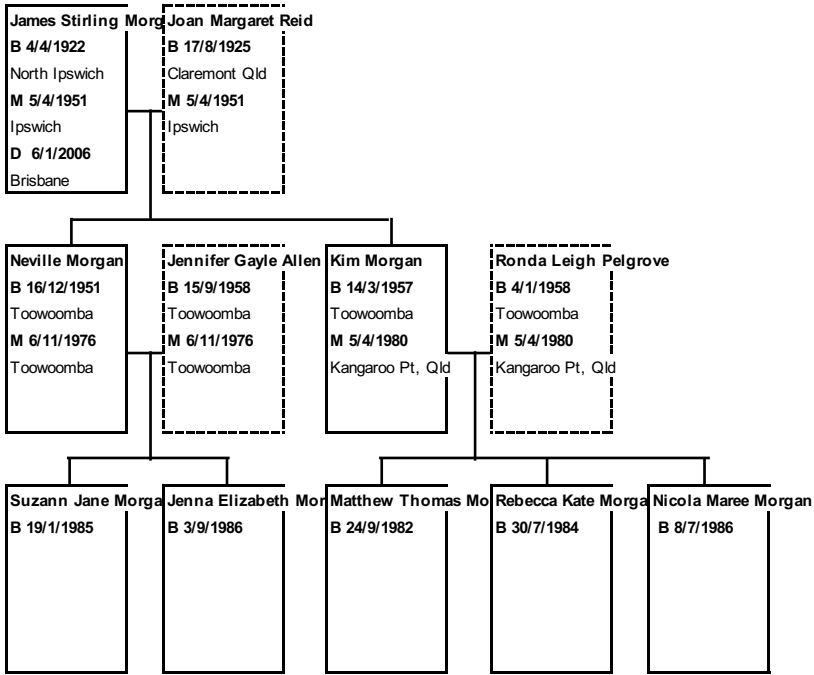 James Stirling Morg
B 4/4/1922
North Ipswich
M 5/4/1951
Ipswich
D 6/1/2006
Brisbane
Joan Margaret Reid
B 17/8/1925
Claremont Qld
M 5/4/1951
Ipswich
Neville Morgan
B 16/12/1951
Toowoomba
M 6/11/1976
Toowoomba
Jennifer Gayle Allen
B 15/9/1958
Toowoomba
M 6/11/1976
Toowoomba
Kim Morgan
B 14/3/1957
Toowoomba
M 5/4/1980
Kangaroo Pt, Qld
Ronda Leigh Pelgrove
B 4/1/1958
Toowoomba
M 5/4/1980
Kangaroo Pt, Qld
Suzann Jane Morga
B 19/1/1985
Jenna Elizabeth Mor
B 3/9/1986
Matthew Thomas Mo
B 24/9/1982
Rebecca Kate Morga
B 30/7/1984
Nicola Maree Morgan
B 8/7/1986